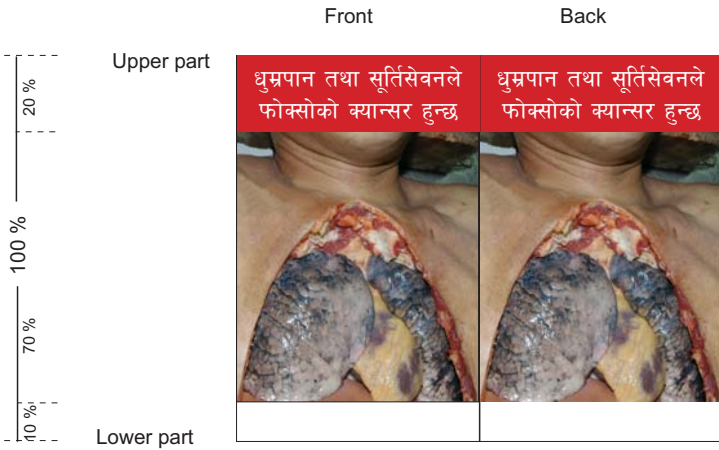 Front
Back
Upper part
धुम्रपान तथा सूर्तिसेवनले
फोक्सोको क्यान्सर हुन्छ
धुम्रपान तथा सूर्तिसेवनले
फोक्सोको क्यान्सर हुन्छ
20 %
100 %
70 %
10 %
Lower part